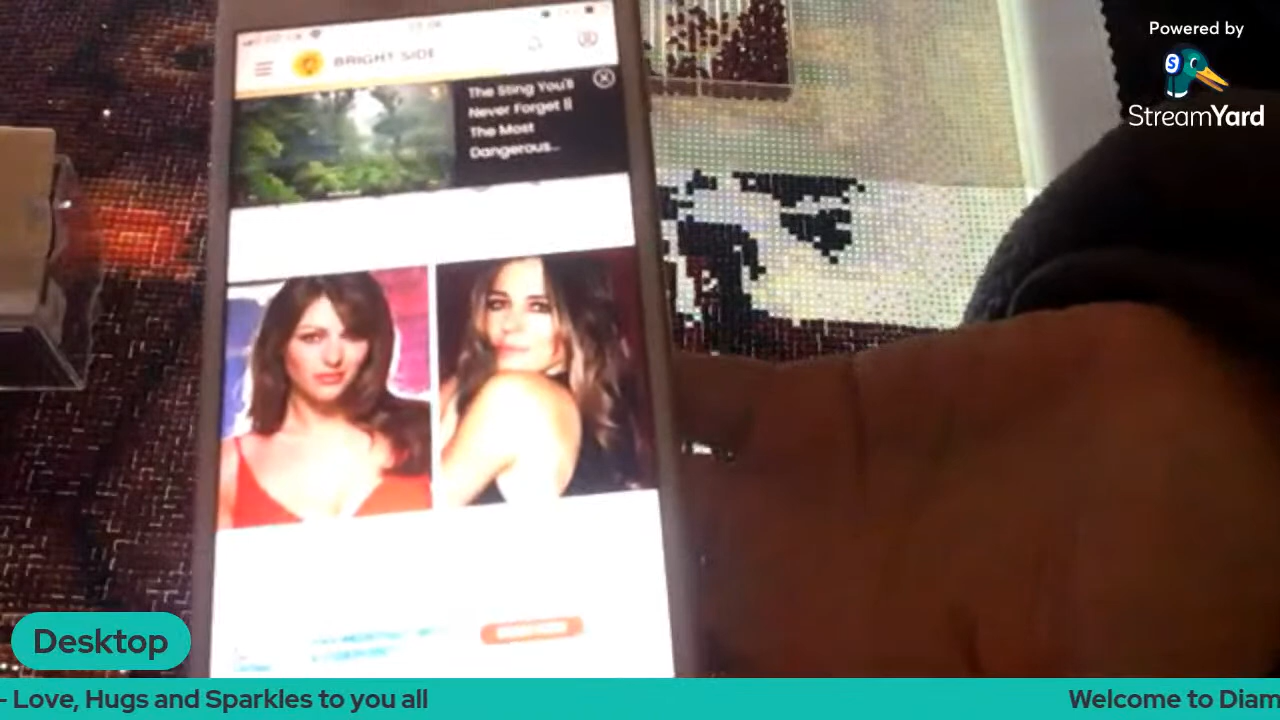 Powered by
StreamYard
BRIGHT SIDE
The Sting You'll
Never Forget ||
The Most
Dangerous...
Desktop
- Love, Hugs and Sparkles to you all
Welcome to Diam